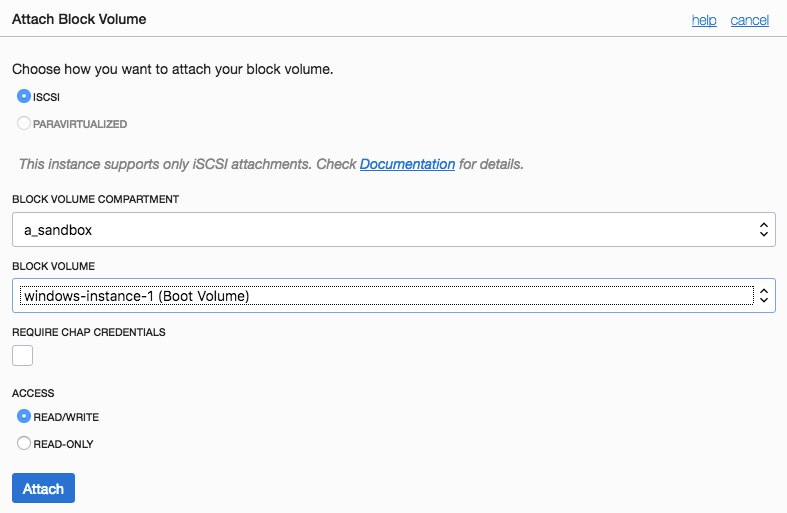 Attach Block Volume
help cancel
Choose how you want to attach your block volume.
ISCSI
PARAVIRTUALIZED
This instance supports only iSCSI attachments. Check Documentation for details.
BLOCK VOLUME COMPARTMENT
a_sandbox
BLOCK VOLUME
windows-instance-1 (Boot Volume)
REQUIRE CHAP CREDENTIALS
ACCESS
READ/WRITE
READ-ONLY
Attach